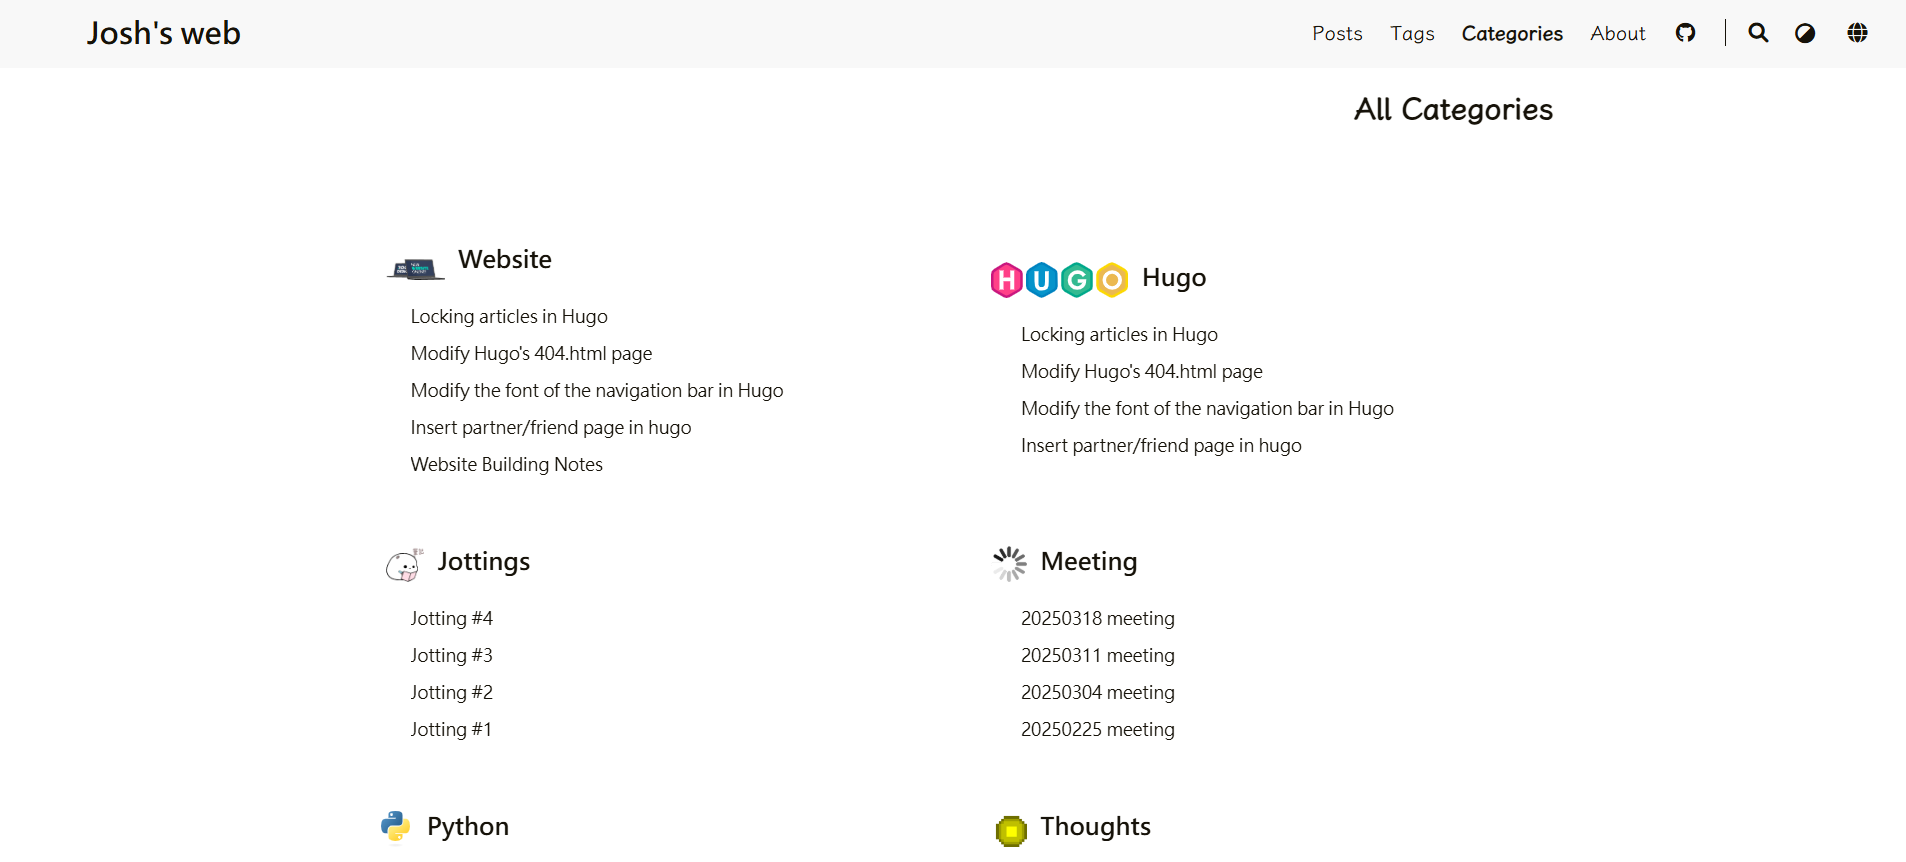 Josh's web
Posts Tags Categories About
All Categories
Website
Locking articles in Hugo
Modify Hugo's 404.html page
Modify the font of the navigation bar in Hugo
Insert partner/friend page in hugo
Website Building Notes
HUGO Hugo
Locking articles in Hugo
Modify Hugo's 404.html page
Modify the font of the navigation bar in Hugo
Insert partner/friend page in hugo
Jottings
Jotting #4
Jotting #3
Jotting #2
Jotting #1
Meeting
20250318 meeting
20250311 meeting
20250304 meeting
20250225 meeting
Python
Thoughts